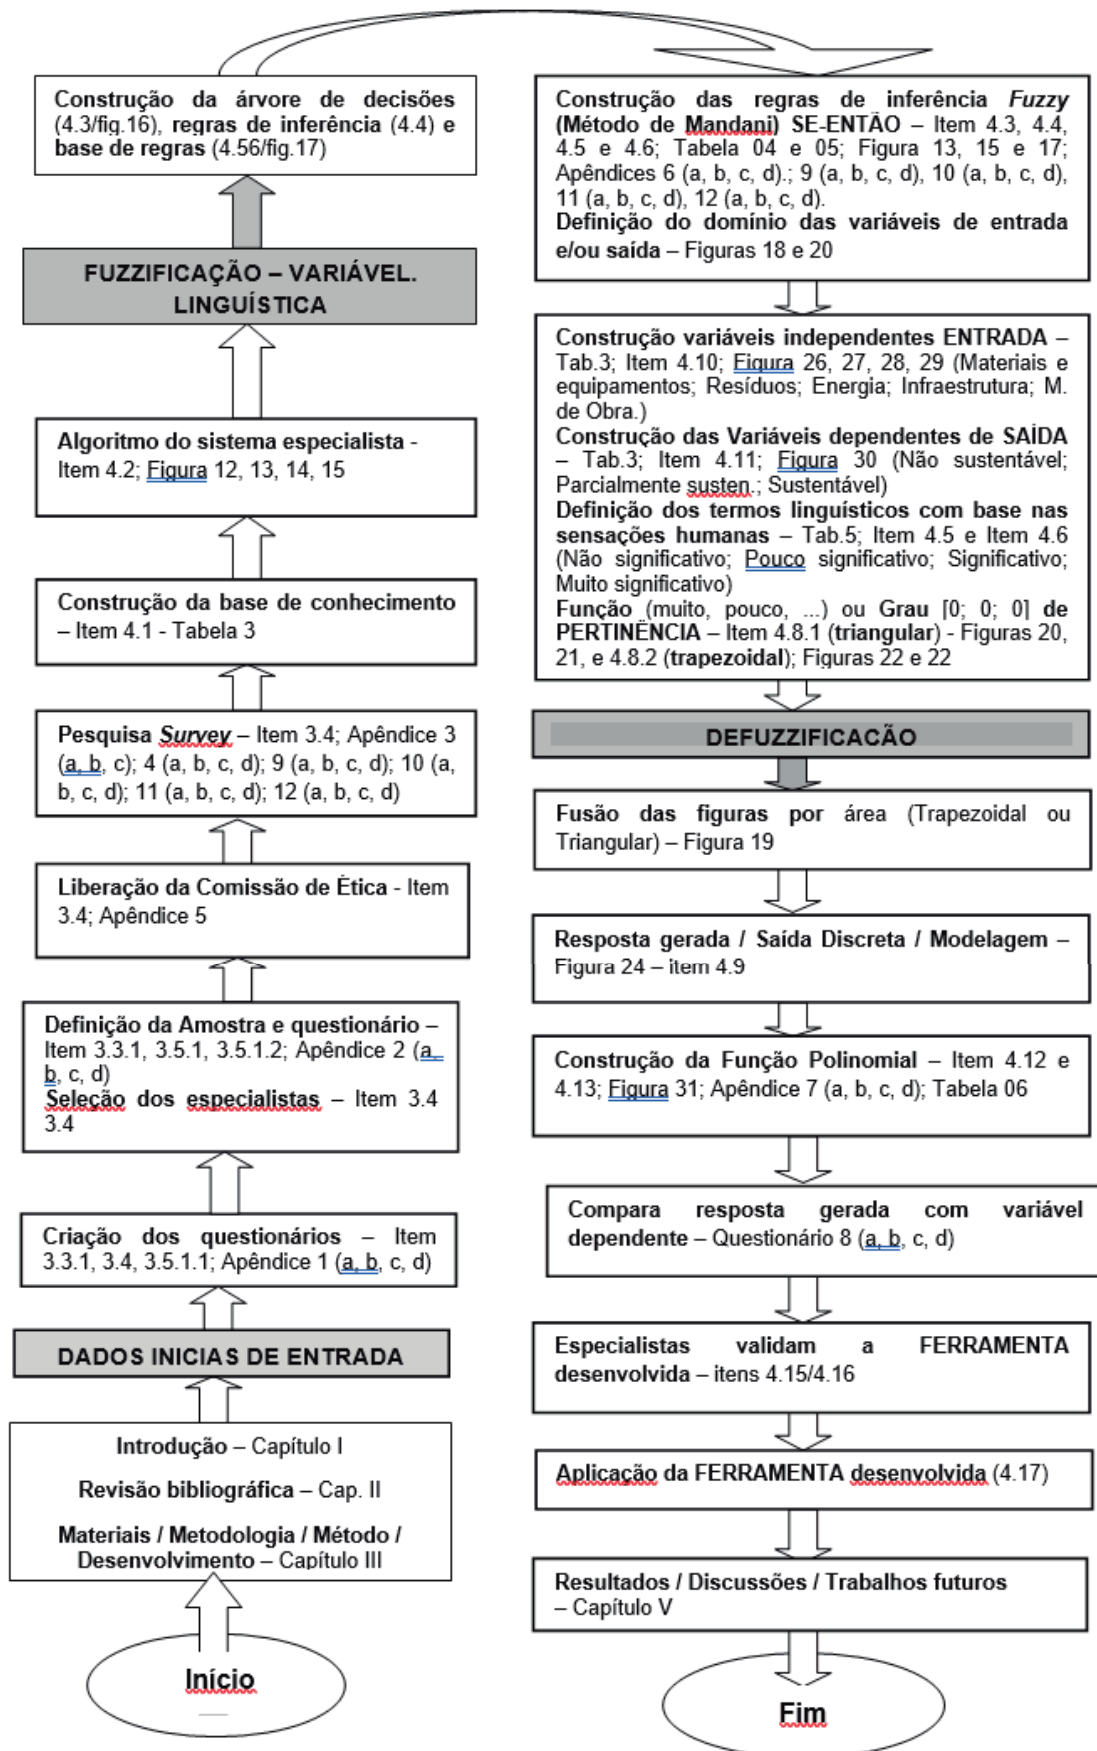 Construção da árvore de decisões
(4.3/fig.16), regras de inferência (4.4) e
base de regras (4.56/fig.17)
FUZZIFICAÇÃO – VARIÁVEL.
LINGUÍSTICA
Algoritmo do sistema especialista -
Item 4.2; Figura 12, 13, 14, 15
Construção da base de conhecimento
– Item 4.1 - Tabela 3
Pesquisa Survey – Item 3.4; Apêndice 3
(a, b, c); 4 (a, b, c, d); 9 (a, b, c, d); 10 (a,
b, c, d); 11 (a, b, c, d); 12 (a, b, c, d)
Liberação da Comissão de Ética - Item
3.4; Apêndice 5
Definição da Amostra e questionário –
Item 3.3.1, 3.5.1, 3.5.1.2; Apêndice 2 (a,
b, c, d)
Seleção dos especialistas – Item 3.4
3.4
Criação dos questionários – Item
3.3.1, 3.4, 3.5.1.1; Apêndice 1 (a, b, c, d)
DADOS INICIAS DE ENTRADA
Introdução – Capítulo I
Revisão bibliográfica – Cap. II
Materiais / Metodologia / Método /
Desenvolvimento – Capítulo III
Início
Construção das regras de inferência Fuzzy
(Método de Mandani) SE-ENTÃO – Item 4.3, 4.4,
4.5 e 4.6; Tabela 04 e 05; Figura 13, 15 e 17;
Apêndices 6 (a, b, c, d).; 9 (a, b, c, d), 10 (a, b, c, d),
11 (a, b, c, d), 12 (a, b, c, d).
Definição do domínio das variáveis de entrada
e/ou saída – Figuras 18 e 20
Construção variáveis independentes ENTRADA –
Tab.3; Item 4.10; Figura 26, 27, 28, 29 (Materiais e
equipamentos; Resíduos; Energia; Infraestrutura; M.
de Obra.)
Construção das Variáveis dependentes de SAÍDA
– Tab.3; Item 4.11; Figura 30 (Não sustentável;
Parcialmente susten.; Sustentável)
Definição dos termos linguísticos com base nas
sensações humanas – Tab.5; Item 4.5 e Item 4.6
(Não significativo; Pouco significativo; Significativo;
Muito significativo)
Função (muito, pouco, ...) ou Grau [0; 0; 0] de
PERTINÊNCIA – Item 4.8.1 (triangular) - Figuras 20,
21, e 4.8.2 (trapezoidal); Figuras 22 e 22
DEFUZZIFICACÃO
Fusão das figuras por área (Trapezoidal ou
Triangular) – Figura 19
Resposta gerada / Saída Discreta / Modelagem –
Figura 24 – item 4.9
Construção da Função Polinomial – Item 4.12 e
4.13; Figura 31; Apêndice 7 (a, b, c, d); Tabela 06
Compara resposta gerada com variável
dependente – Questionário 8 (a, b, c, d)
Especialistas validam a FERRAMENTA
desenvolvida – itens 4.15/4.16
Aplicação da FERRAMENTA desenvolvida (4.17)
Resultados / Discussões / Trabalhos futuros
– Capítulo V
Fim